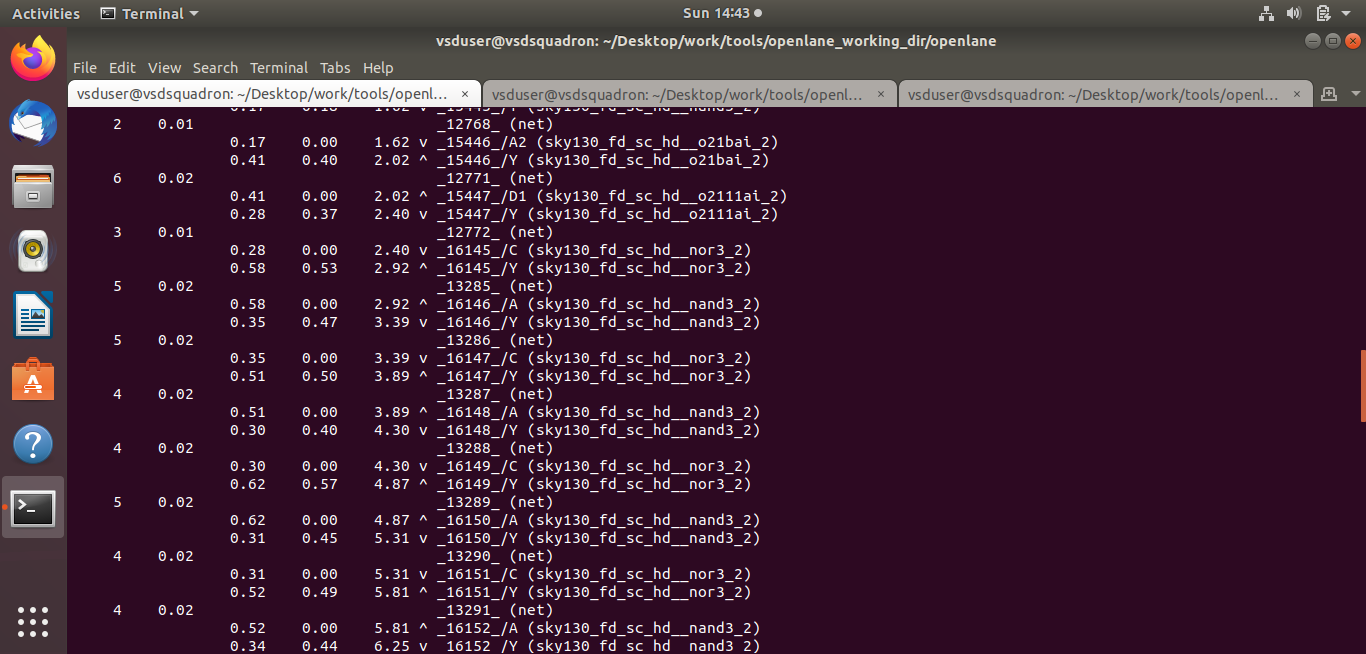 Activities Terminal Sun 14:43
vsduser@vsdsquadron: ~/Desktop/work/tools/openlane_working_dir/openlane
File Edit View Search Terminal Tabs Help
vsduser@vsdsquadron: ~/Desktop/work/tools/openl... × vsduser@vsdsquadron: ~/Desktop/work/tools/openl... × vsduser@vsdsquadron: ~/Desktop/work/tools/openl... ×
0.17 0.18 1.62 v _15445_/Y (sky130_fd_sc_hd__nand3_2)
2 0.01 _12768_ (net)
0.17 0.00 1.62 v _15446_/A2 (sky130_fd_sc_hd__o21bai_2)
0.41 0.40 2.02 ^ _15446_/Y (sky130_fd_sc_hd__o21bai_2)
6 0.02 _12771_ (net)
0.41 0.00 2.02 ^ _15447_/D1 (sky130_fd_sc_hd__o2111ai_2)
0.28 0.37 2.40 v _15447_/Y (sky130_fd_sc_hd__o2111ai_2)
3 0.01 _12772_ (net)
0.28 0.00 2.40 v _16145_/C (sky130_fd_sc_hd__nor3_2)
0.58 0.53 2.92 ^ _16145_/Y (sky130_fd_sc_hd__nor3_2)
5 0.02 _13285_ (net)
0.58 0.00 2.92 ^ _16146_/A (sky130_fd_sc_hd__nand3_2)
0.35 0.47 3.39 v _16146_/Y (sky130_fd_sc_hd__nand3_2)
5 0.02 _13286_ (net)
0.35 0.00 3.39 v _16147_/C (sky130_fd_sc_hd__nor3_2)
0.51 0.50 3.89 ^ _16147_/Y (sky130_fd_sc_hd__nor3_2)
4 0.02 _13287_ (net)
0.51 0.00 3.89 ^ _16148_/A (sky130_fd_sc_hd__nand3_2)
0.30 0.40 4.30 v _16148_/Y (sky130_fd_sc_hd__nand3_2)
4 0.02 _13288_ (net)
0.30 0.00 4.30 v _16149_/C (sky130_fd_sc_hd__nor3_2)
0.62 0.57 4.87 ^ _16149_/Y (sky130_fd_sc_hd__nor3_2)
5 0.02 _13289_ (net)
0.62 0.00 4.87 ^ _16150_/A (sky130_fd_sc_hd__nand3_2)
0.31 0.45 5.31 v _16150_/Y (sky130_fd_sc_hd__nand3_2)
4 0.02 _13290_ (net)
0.31 0.00 5.31 v _16151_/C (sky130_fd_sc_hd__nor3_2)
0.52 0.49 5.81 ^ _16151_/Y (sky130_fd_sc_hd__nor3_2)
4 0.02 _13291_ (net)
0.52 0.00 5.81 ^ _16152_/A (sky130_fd_sc_hd__nand3_2)
0.34 0.44 6.25 v _16152_/Y (sky130_fd_sc_hd__nand3_2)